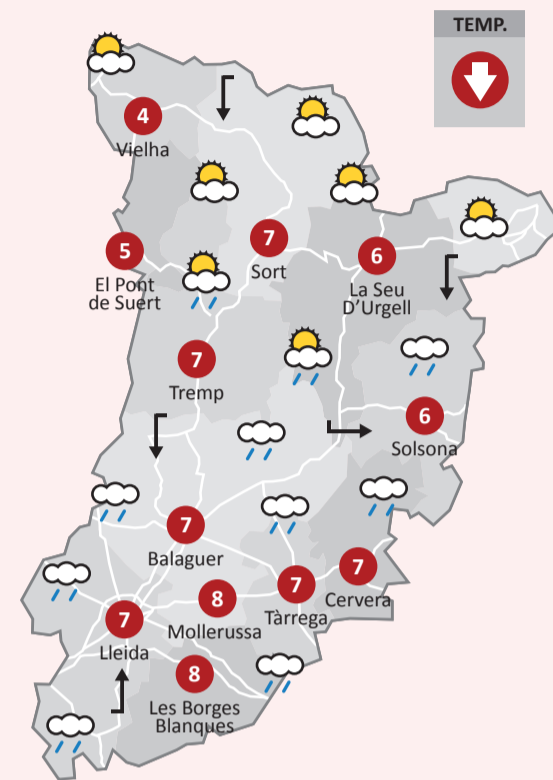 TEMP.
4
Vielha
5
El Pont
de Suert
7
Sort
6
La Seu
D'Urgell
7
Tremp
6
Solsona
7
Balaguer
8
Mollerussa
7
Tàrrega
7
Cervera
7
Lleida
8
Les Borges
Blanques